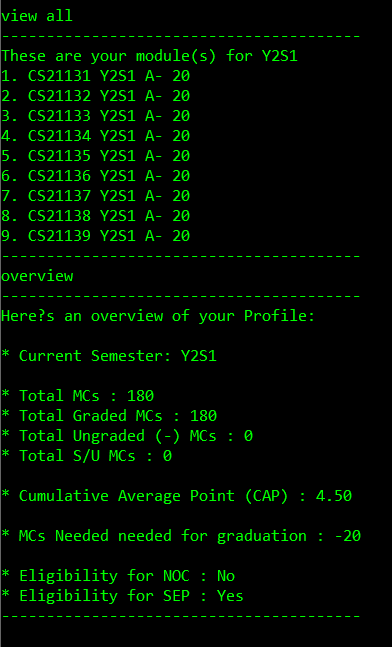 view all
----------------------------------------
These are your module(s) for Y2S1
1. CS21131 Y2S1 A- 20
2. CS21132 Y2S1 A- 20
3. CS21133 Y2S1 A- 20
4. CS21134 Y2S1 A- 20
5. CS21135 Y2S1 A- 20
6. CS21136 Y2S1 A- 20
7. CS21137 Y2S1 A- 20
8. CS21138 Y2S1 A- 20
9. CS21139 Y2S1 A- 20
----------------------------------------
overview
----------------------------------------
Here?s an overview of your Profile:
* Current Semester: Y2S1
* Total MCs : 180
* Total Graded MCs : 180
* Total Ungraded (-) MCs : 0
* Total S/U MCs : 0
* Cumulative Average Point (CAP) : 4.50
* MCs Needed needed for graduation : -20
* Eligibility for NOC : No
* Eligibility for SEP : Yes
----------------------------------------